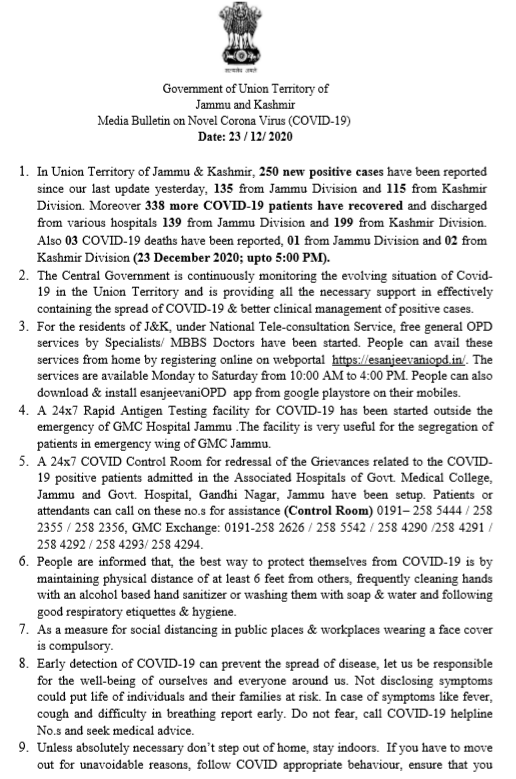 सत्यमेव जयते
Government of Union Territory of
Jammu and Kashmir
Media Bulletin on Novel Corona Virus (COVID-19)
Date: 23 / 12/ 2020
1. In Union Territory of Jammu & Kashmir, 250 new positive cases have been reported
since our last update yesterday, 135 from Jammu Division and 115 from Kashmir
Division. Moreover 338 more COVID-19 patients have recovered and discharged
from various hospitals 139 from Jammu Division and 199 from Kashmir Division.
Also 03 COVID-19 deaths have been reported, 01 from Jammu Division and 02 from
Kashmir Division (23 December 2020; upto 5:00 PM).
2. The Central Government is continuously monitoring the evolving situation of Covid-
19 in the Union Territory and is providing all the necessary support in effectively
containing the spread of COVID-19 & better clinical management of positive cases.
3. For the residents of J&K, under National Tele-consultation Service, free general OPD
services by Specialists/ MBBS Doctors have been started. People can avail these
services from home by registering online on webportal https://esanjeevaniopd.in/. The
services are available Monday to Saturday from 10:00 AM to 4:00 PM. People can also
download & install esanjeevaniOPD app from google playstore on their mobiles.
4. A 24x7 Rapid Antigen Testing facility for COVID-19 has been started outside the
emergency of GMC Hospital Jammu .The facility is very useful for the segregation of
patients in emergency wing of GMC Jammu.
5. A 24x7 COVID Control Room for redressal of the Grievances related to the COVID-
19 positive patients admitted in the Associated Hospitals of Govt. Medical College,
Jammu and Govt. Hospital, Gandhi Nagar, Jammu have been setup. Patients or
attendants can call on these no.s for assistance (Control Room) 0191– 258 5444 / 258
2355 / 258 2356, GMC Exchange: 0191-258 2626 / 258 5542 / 258 4290 /258 4291 /
258 4292 / 258 4293/ 258 4294.
6. People are informed that, the best way to protect themselves from COVID-19 is by
maintaining physical distance of at least 6 feet from others, frequently cleaning hands
with an alcohol based hand sanitizer or washing them with soap & water and following
good respiratory etiquettes & hygiene.
7. As a measure for social distancing in public places & workplaces wearing a face cover
is compulsory.
8. Early detection of COVID-19 can prevent the spread of disease, let us be responsible
for the well-being of ourselves and everyone around us. Not disclosing symptoms
could put life of individuals and their families at risk. In case of symptoms like fever,
cough and difficulty in breathing report early. Do not fear, call COVID-19 helpline
No.s and seek medical advice.
9. Unless absolutely necessary don't step out of home, stay indoors. If you have to move
out for unavoidable reasons, follow COVID appropriate behaviour, ensure that you